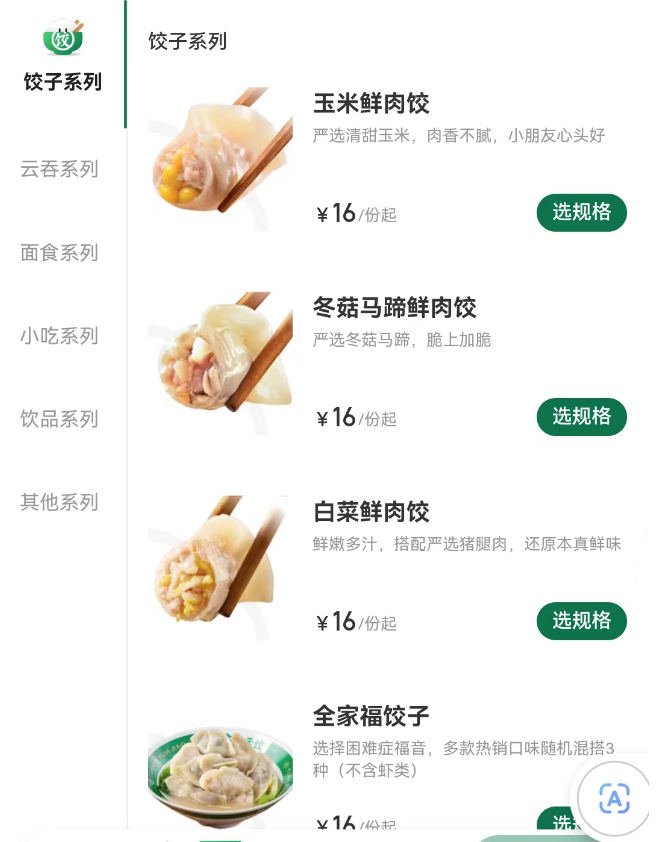 饺子系列
饺
饺子系列
云吞系列
面食系列
小吃系列
饮品系列
其他系列
玉米鲜肉饺
严选清甜玉米，肉香不腻，小朋友心头好
¥16/份起
选规格
冬菇马蹄鲜肉饺
严选冬菇马蹄，脆上加脆
¥16/份起
选规格
白菜鲜肉饺
鲜嫩多汁，搭配严选猪腿肉，还原本真鲜味
¥16/份起
选规格
全家福饺子
选择困难症福音，多款热销口味随机混搭3
种（不含虾类）
¥16/份起
选
A